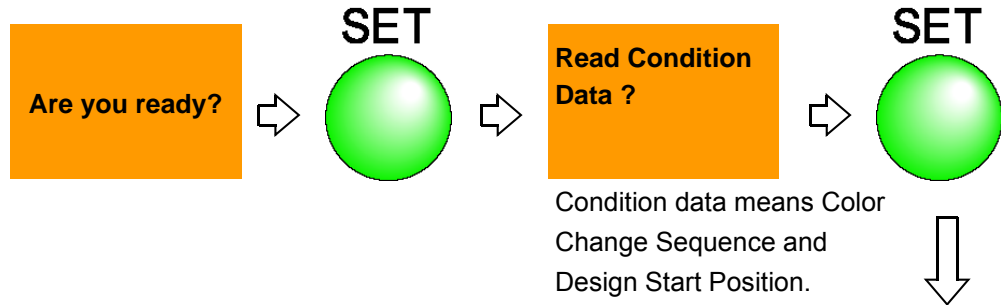 SET
Are you ready?
Read Condition
Data ?
SET
Condition data means Color
Change Sequence and
Design Start Position.